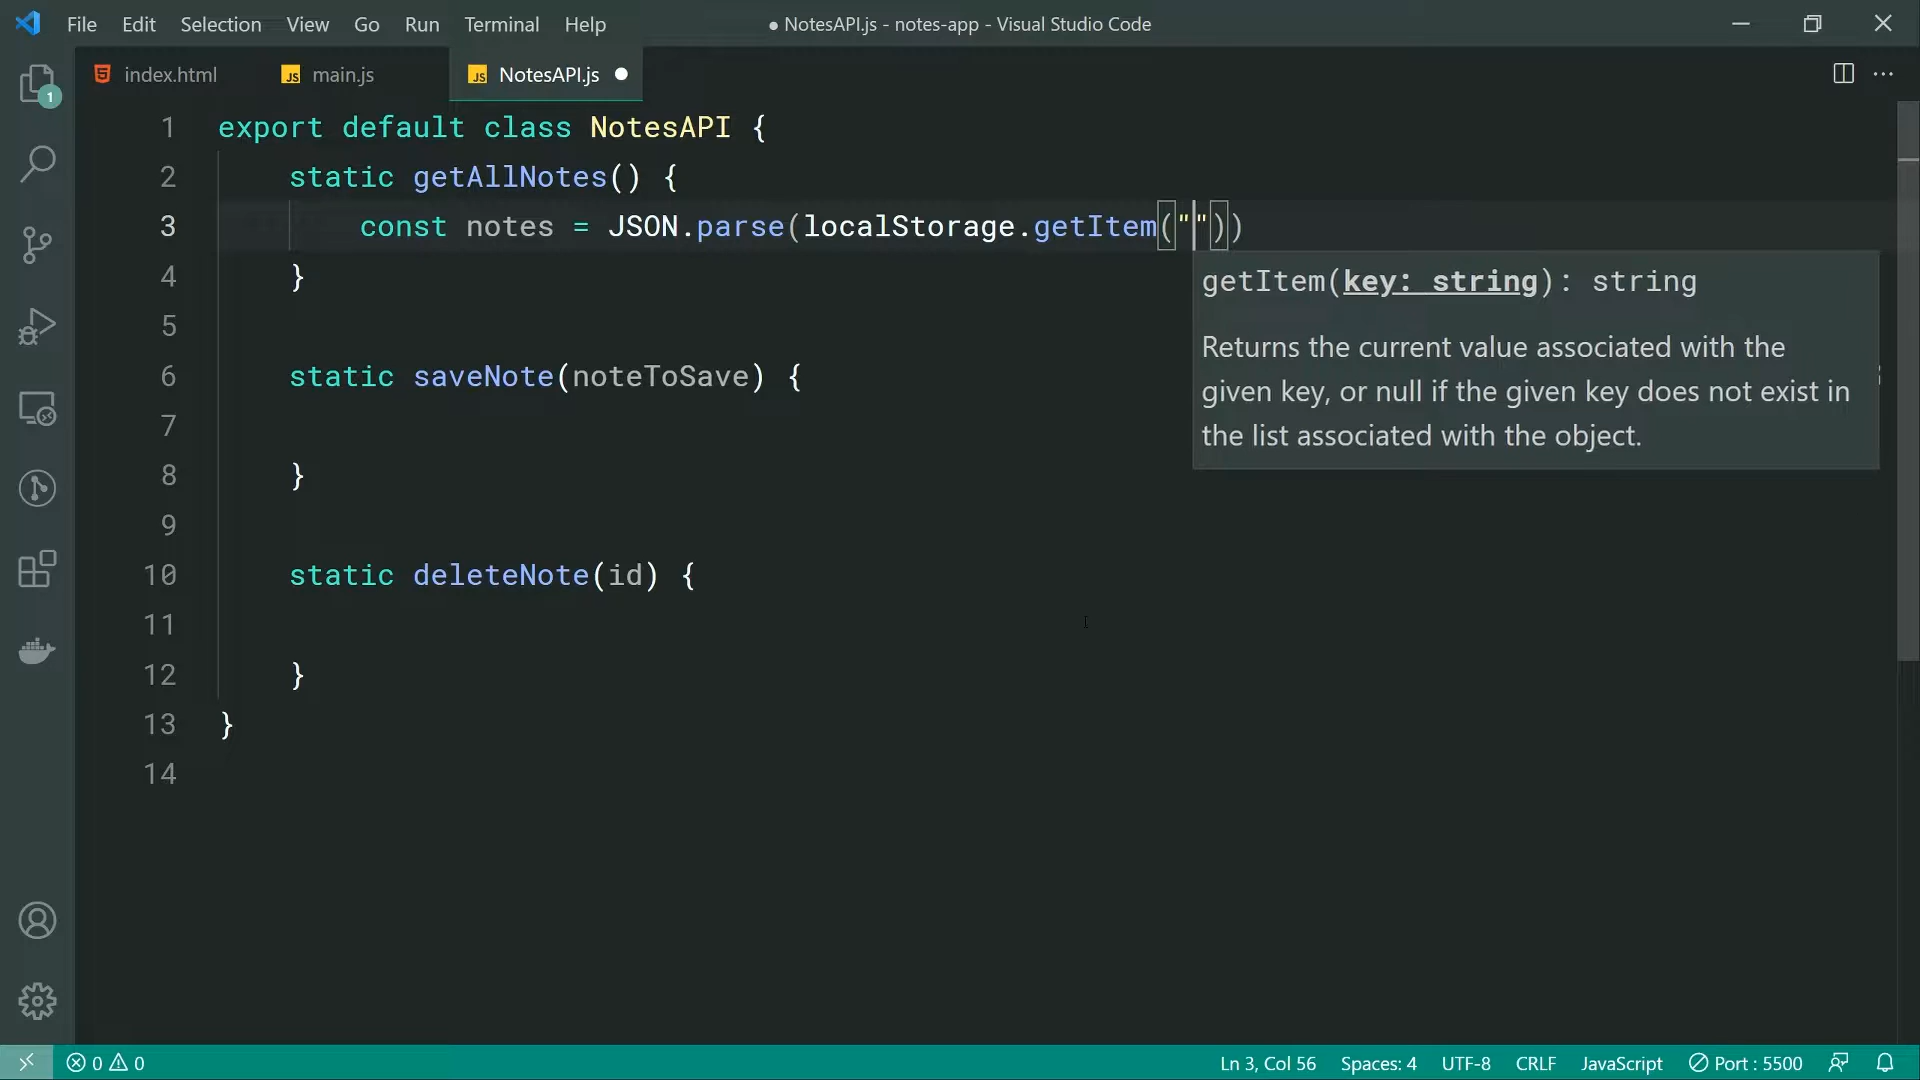 File Edit Selection View Go Run Terminal Help ● NotesAPI.js - notes-app - Visual Studio Code
index.html JS main.js JS NotesAPI.js ●
1
1 export default class NotesAPI {
2 static getAllNotes() {
3 const notes = JSON.parse(localStorage.getItem(""))
4 }
5
6 static saveNote(noteToSave) {
7
8 }
9
10 static deleteNote(id) {
11
12 }
13 }
14
getItem(key: string): string
Returns the current value associated with the
given key, or null if the given key does not exist in
the list associated with the object.
0 0 Ln 3, Col 56 Spaces: 4 UTF-8 CRLF JavaScript Port : 5500